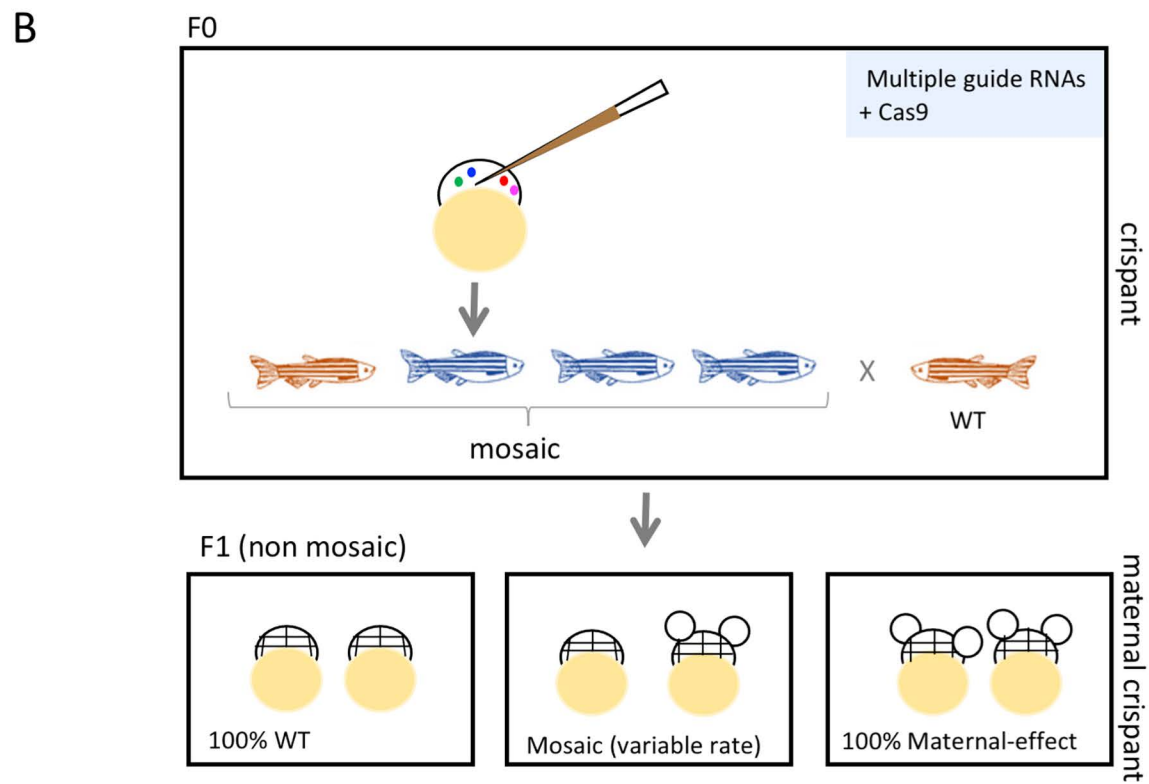 B
F0
Multiple guide RNAs
+ Cas9
crispant
X
WT
mosaic
F1 (non mosaic)
maternal crispant
100% WT
Mosaic (variable rate)
100% Maternal-effect